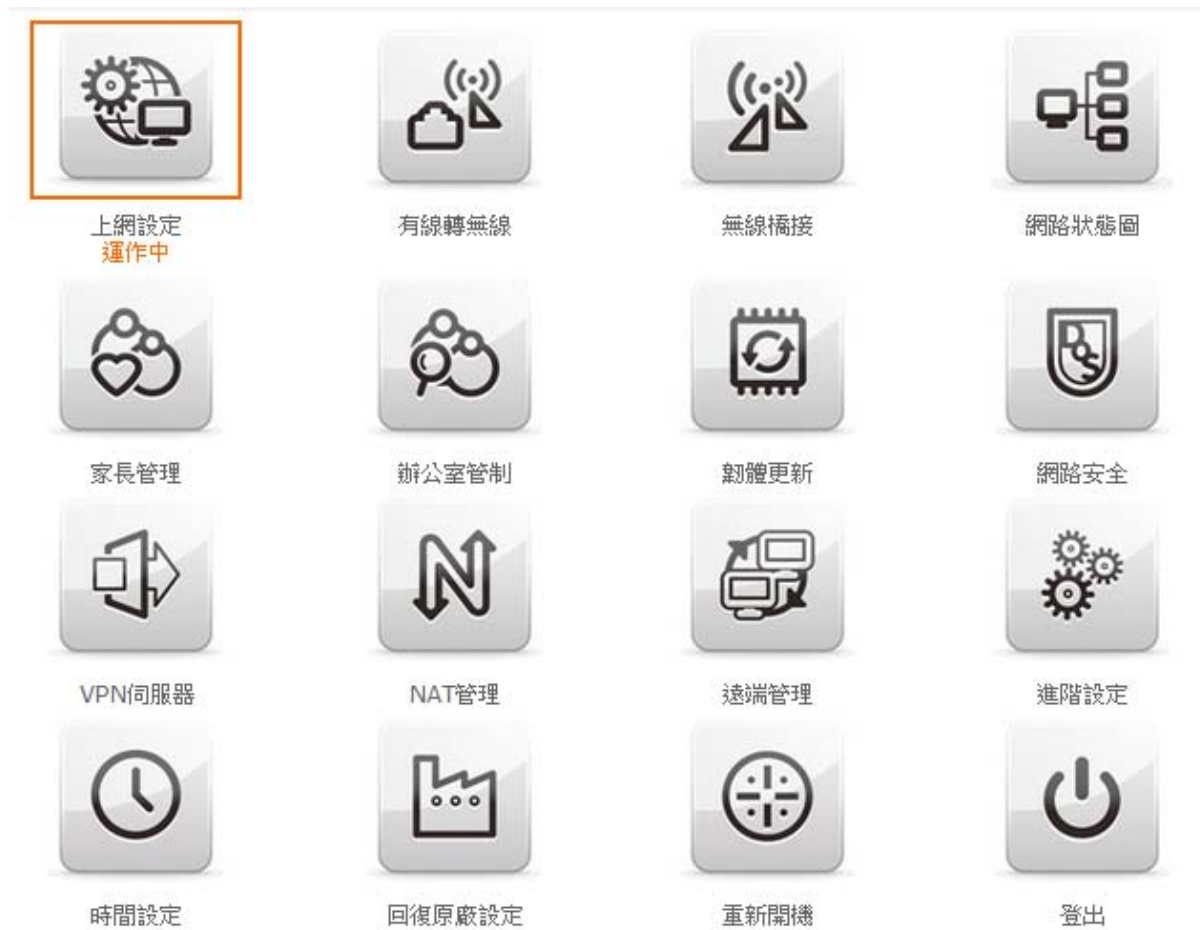 上網設定
運作中
有線轉無線
無線橋接
網路狀態圖
家長管理
辦公室管制
韌體更新
DoS
網路安全
VPN伺服器
N
NAT管理
遠端管理
進階設定
時間設定
回復原廠設定
重新開機
登出